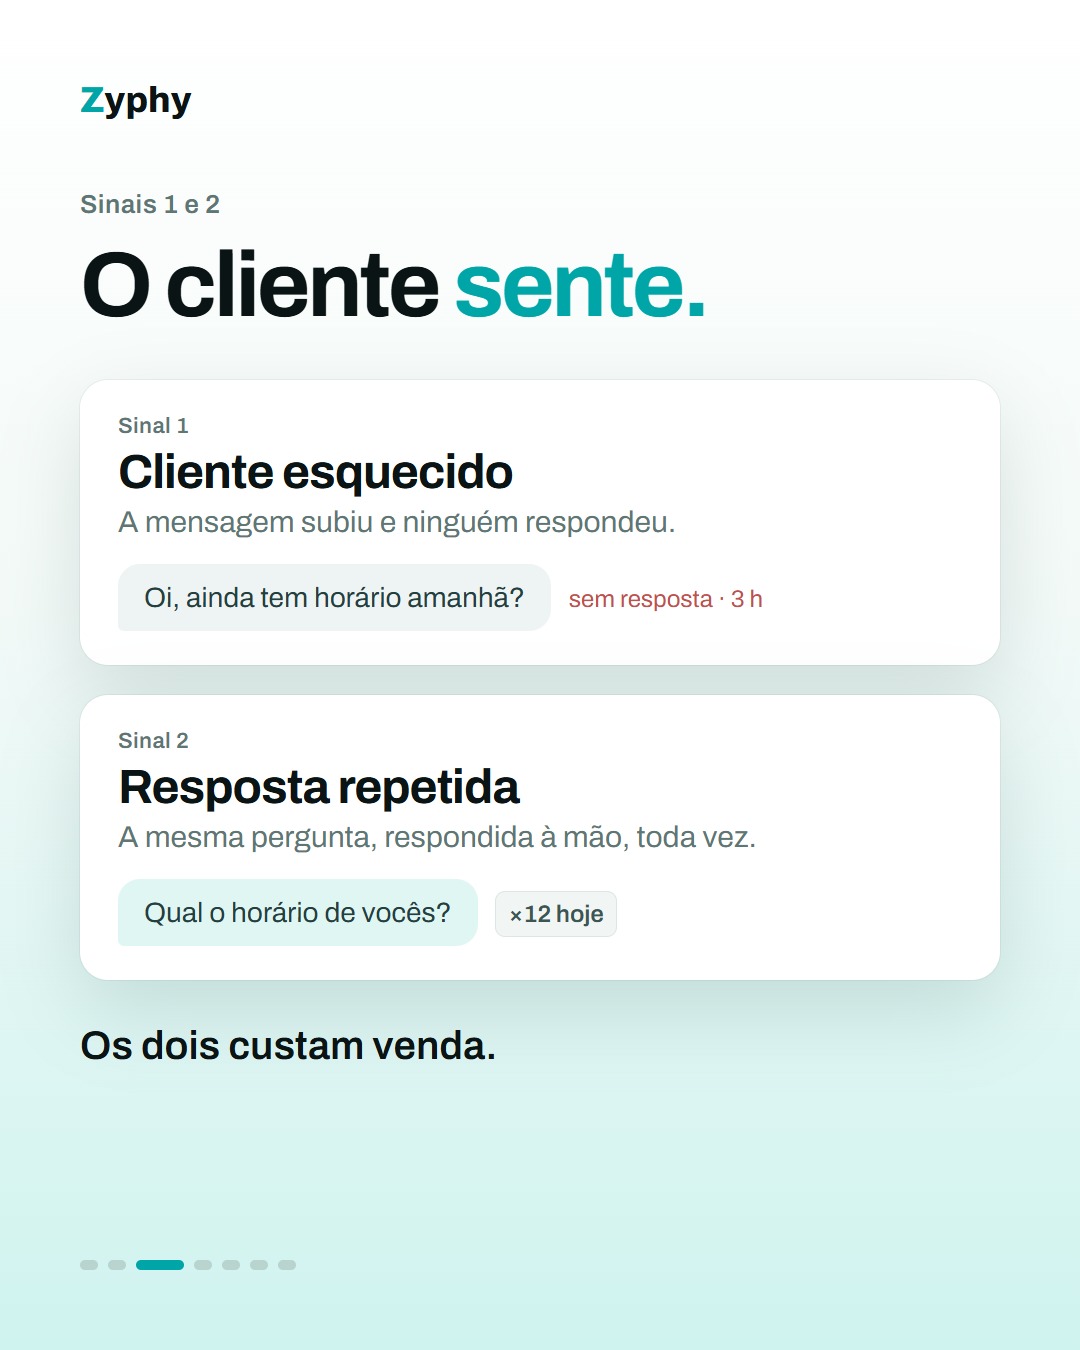 Zyphy
Sinais 1 e 2
O cliente sente.
Sinal 1
Cliente esquecido
A mensagem subiu e ninguém respondeu.
Oi, ainda tem horário amanhã? sem resposta · 3 h
Sinal 2
Resposta repetida
A mesma pergunta, respondida à mão, toda vez.
Qual o horário de vocês? ×12 hoje
Os dois custam venda.